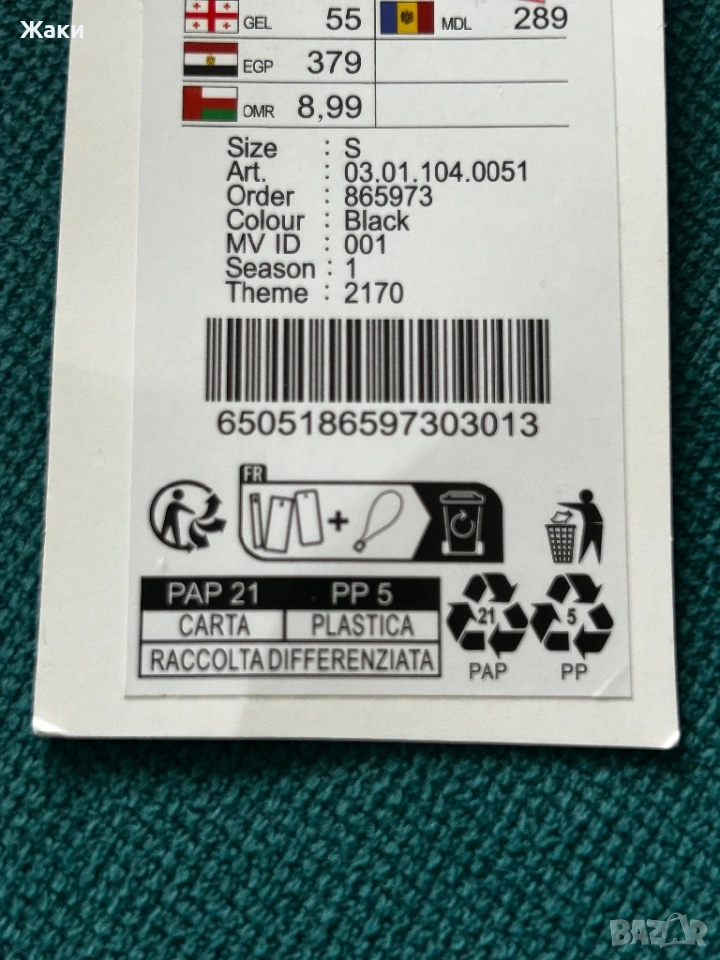 Жаки
GEL 55 MDL 289
EGP 379
OMR 8,99
Size : S
Art. : 03.01.104.0051
Order : 865973
Colour : Black
MV ID : 001
Season : 1
Theme : 2170
6505186597303013
FR
PAP 21 PP 5
CARTA PLASTICA
RACCOLTA DIFFERENZIATA
21 5
PAP PP
BAZAR